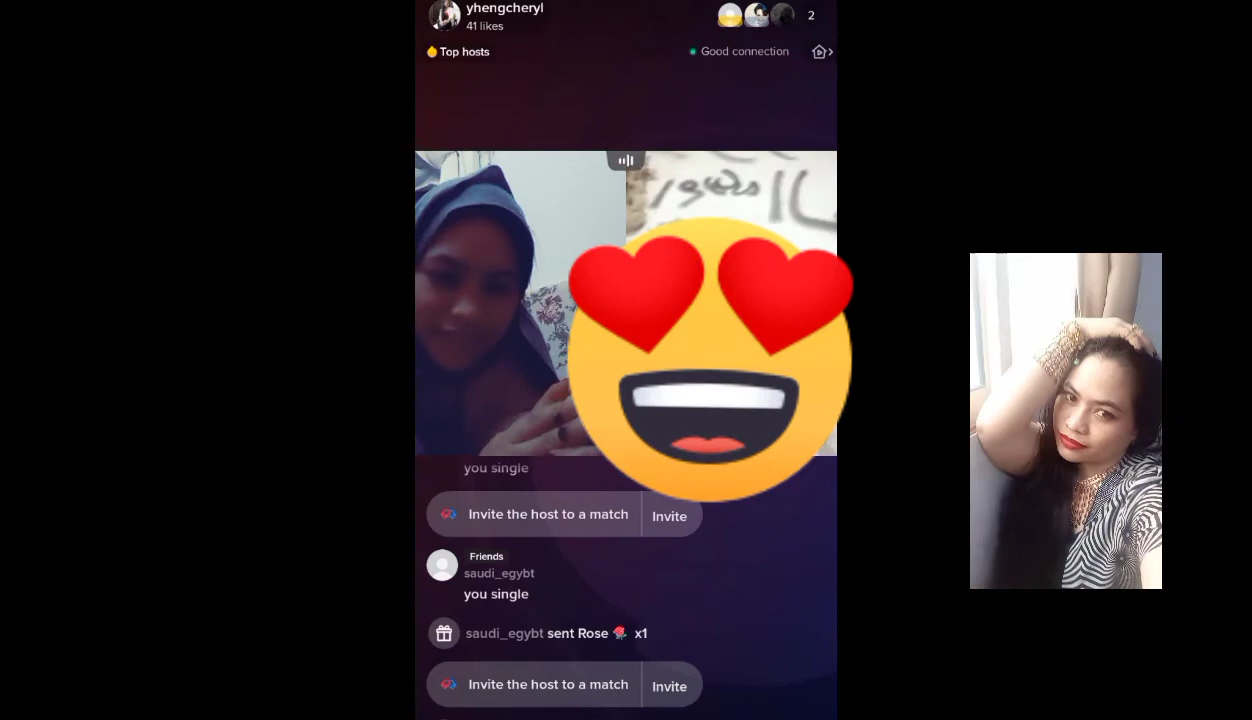 yhengcheryl
41 likes
2
Top hosts
Good connection
you single
Invite the host to a match
Invite
Friends
saudi_egybt
you single
saudi_egybt sent Rose 🌹 x1
Invite the host to a match
Invite